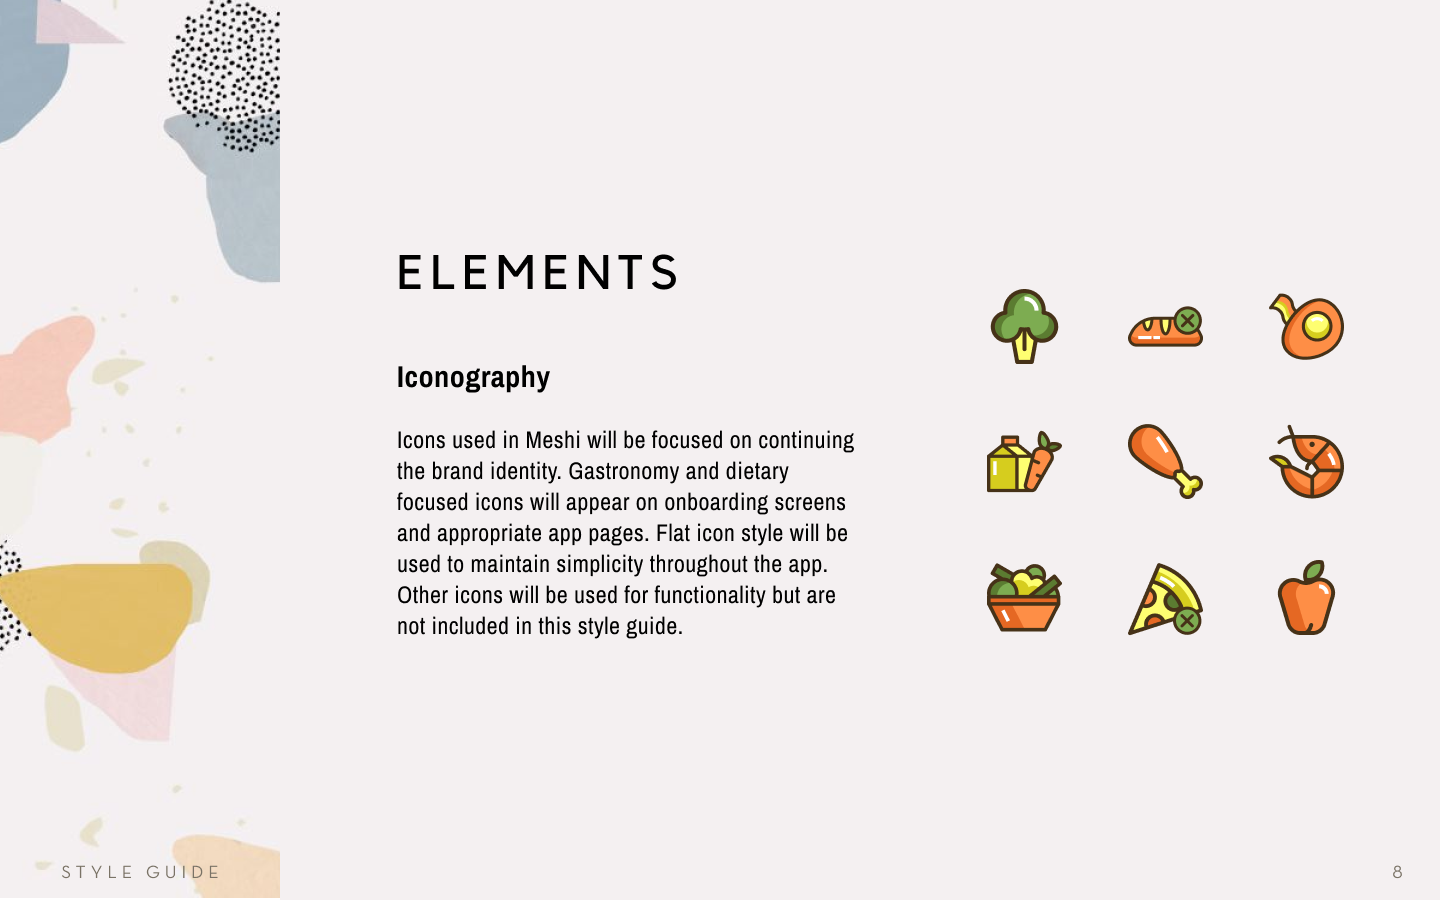 ELEMENTS
Iconography
Icons used in Meshi will be focused on continuing
the brand identity. Gastronomy and dietary
focused icons will appear on onboarding screens
and appropriate app pages. Flat icon style will be
used to maintain simplicity throughout the app.
Other icons will be used for functionality but are
not included in this style guide.
STYLE GUIDE
8